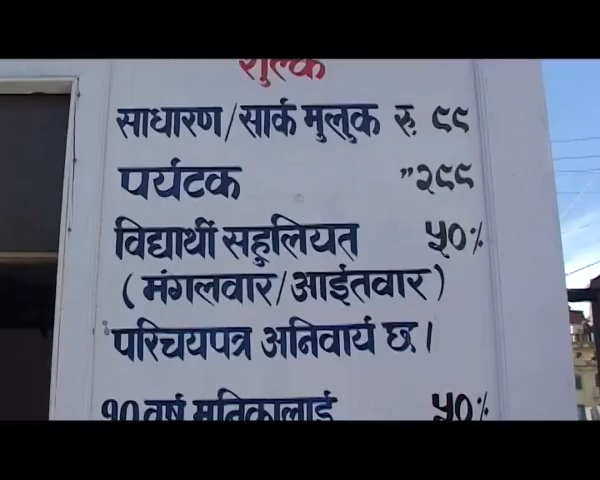 शुल्क
साधारण/सार्क मुलुक रु. ९९
पर्यटक "२९९
विद्यार्थी सहुलियत ५०%
(मंगलवार/आईतवार)
परिचयपत्र अनिवार्य छ।
१० वर्ष मुनिकालाई ५०%